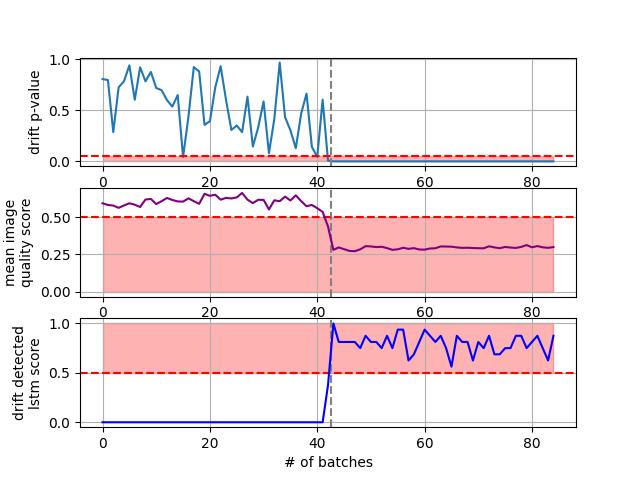 drift p-value
1.0
0.5
0.0
0 20 40 60 80
mean image
quality score
0.50
0.25
0.00
0 20 40 60 80
drift detected
lstm score
1.0
0.5
0.0
0 20 40 60 80
# of batches